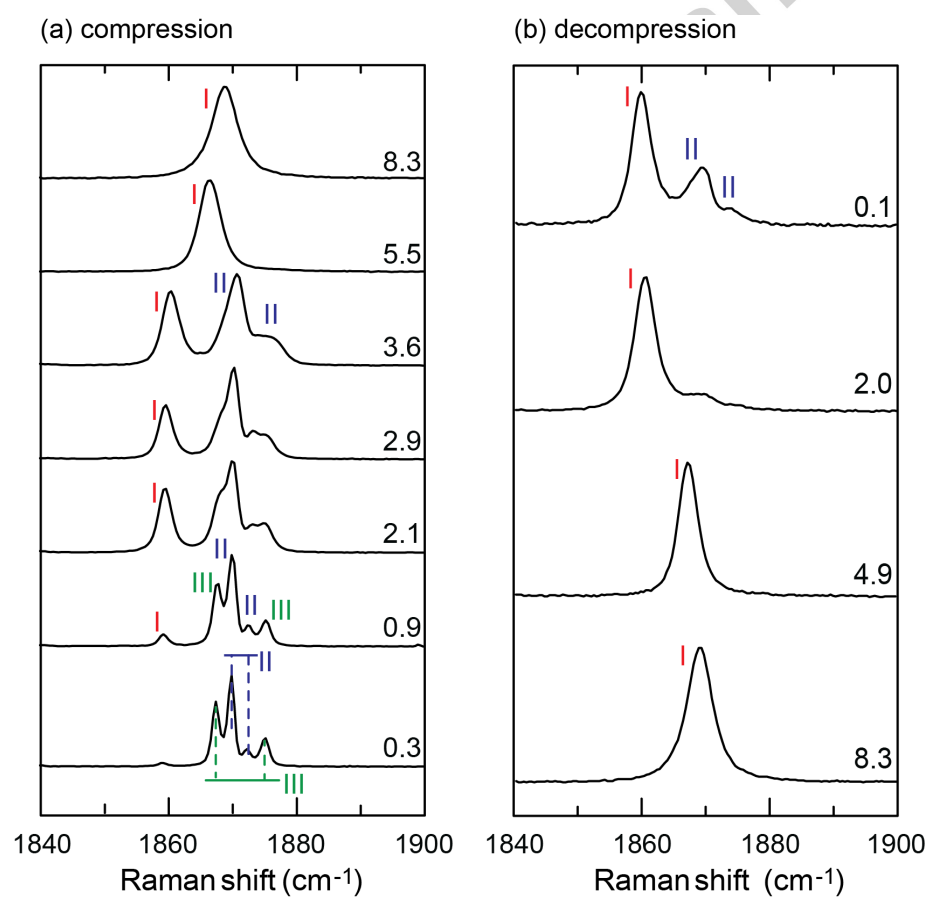 (a) compression
I
8.3
I
5.5
I
II
II
3.6
I
2.9
I
2.1
I
III
II
II
III
0.9
II
0.3
III
1840
1860
1880
1900
Raman shift (cm-1)
(b) decompression
I
II
II
0.1
I
2.0
I
4.9
I
8.3
1840
1860
1880
1900
Raman shift (cm-1)